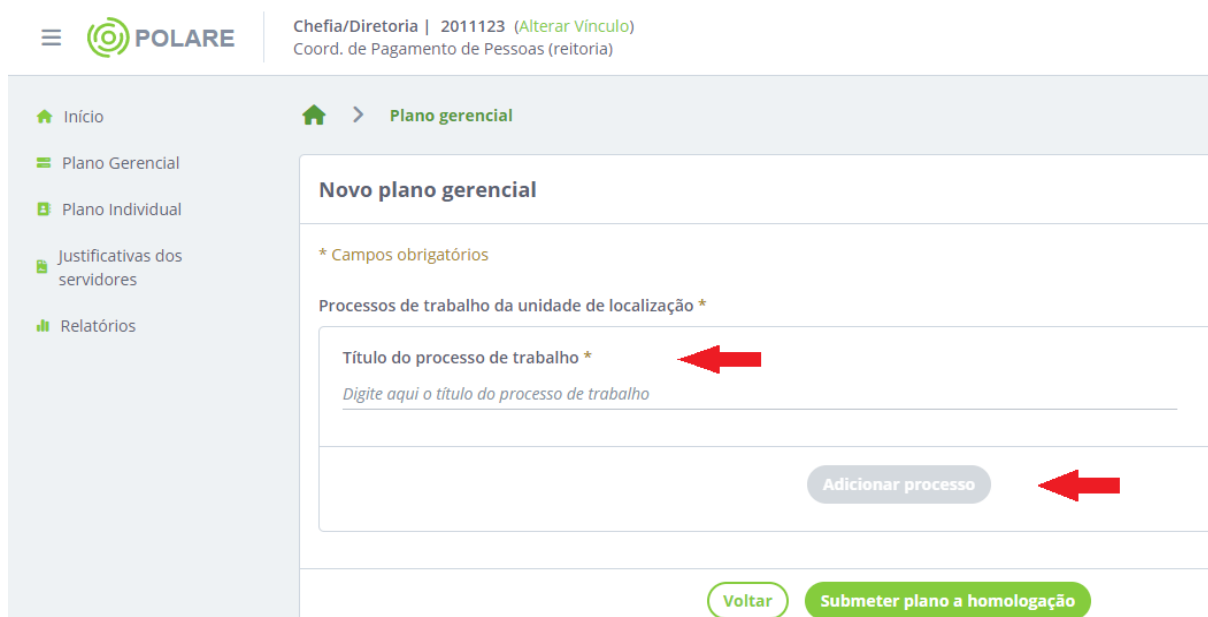 POLARE
Chefia/Diretoria | 2011123 (Alterar Vínculo)
Coord. de Pagamento de Pessoas (reitoria)
Início
Plano Gerencial
Plano Individual
Justificativas dos
servidores
Relatórios
Plano gerencial
Novo plano gerencial
* Campos obrigatórios
Processos de trabalho da unidade de localização *
Título do processo de trabalho *
Digite aqui o título do processo de trabalho
Adicionar processo
Voltar
Submeter plano a homologação